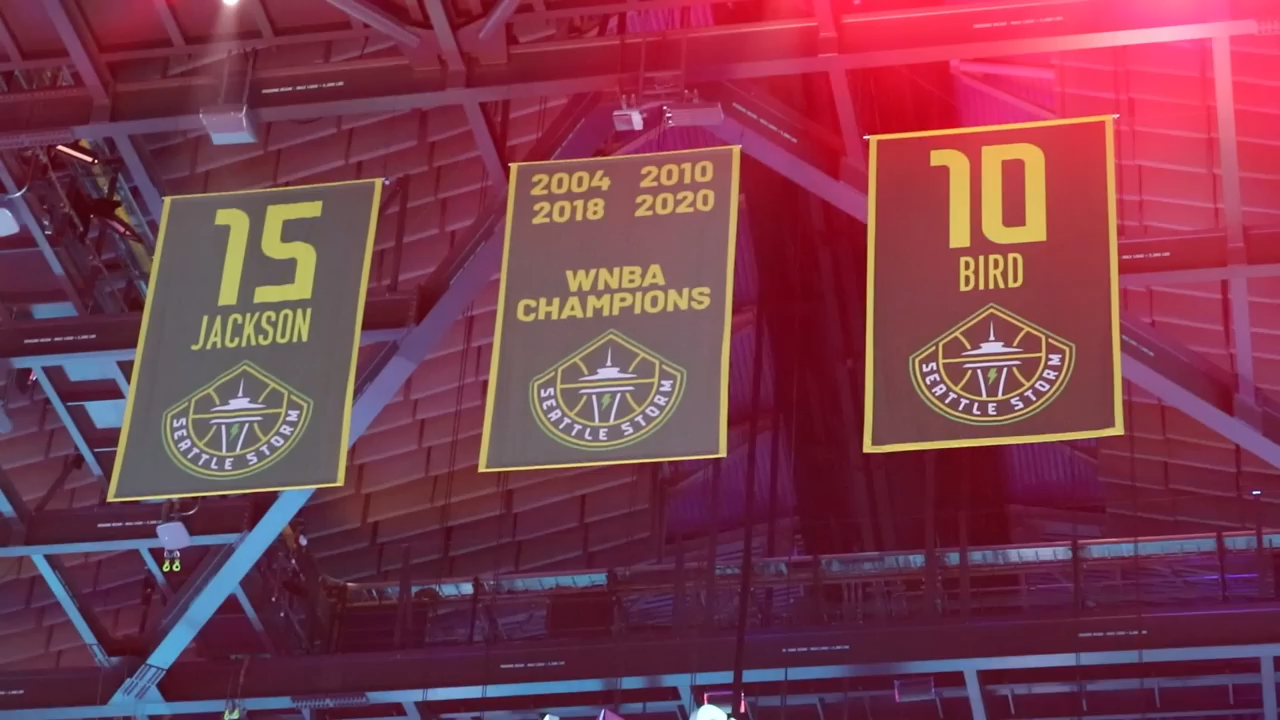 15
JACKSON
SEATTLE STORM
2004 2010
2018 2020
WNBA
CHAMPIONS
SEATTLE STORM
10
BIRD
SEATTLE STORM